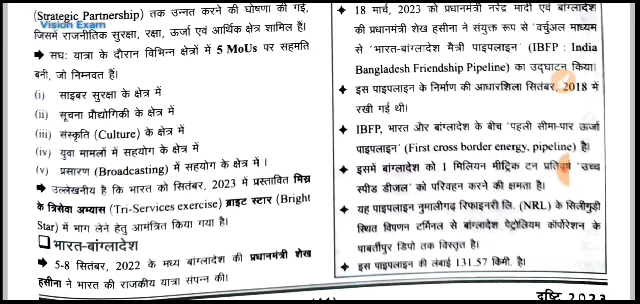 (Strategic Partnership) तक उन्नत करने की घोषणा की गई,
Vision Exam
जिसमें राजनीतिक सुरक्षा, रक्षा, ऊर्जा एवं आर्थिक क्षेत्र शामिल हैं।
➡ सघ: यात्रा के दौरान विभिन्न क्षेत्रों में 5 MoUs पर सहमति
बनी, जो निम्नवत हैं।
(i) साइबर सुरक्षा के क्षेत्र में
(ii) सूचना प्रौद्योगिकी के क्षेत्र में
(iii) संस्कृति (Culture) के क्षेत्र में
(iv) युवा मामलों में सहयोग के क्षेत्र में
(v) प्रसारण (Broadcasting) में सहयोग के क्षेत्र में।
➡ उल्लेखनीय है कि भारत को सितंबर, 2023 में प्रस्तावित मिस्र
के त्रिसेवा अभ्यास (Tri-Services exercise) ब्राइट स्टार (Bright
Star) में भाग लेने हेतु आमंत्रित किया गया है।
❑ भारत-बांग्लादेश
➡ 5-8 सितंबर, 2022 के मध्य बांग्लादेश की प्रधानमंत्री शेख
हसीना ने भारत की राजकीय यात्रा संपन्न की।
✦ 18 मार्च, 2023 को प्रधानमंत्री नरेंद्र मोदी एवं बांग्लादेश
की प्रधानमंत्री शेख हसीना ने संयुक्त रूप से 'वर्चुअल माध्यम
से 'भारत-बांग्लादेश मैत्री पाइपलाइन' (IBFP : India
Bangladesh Friendship Pipeline) का उद्घाटन किया।
✦ इस पाइपलाइन के निर्माण की आधारशिला सितंबर, 2018 में
रखी गई थी।
✦ IBFP, भारत और बांग्लादेश के बीच 'पहली सीमा-पार ऊर्जा
पाइपलाइन' (First cross border energy, pipeline) है।
✦ इसमें बांग्लादेश को 1 मिलियन मीट्रिक टन प्रतिवर्ष 'उच्च
स्पीड डीजल' को परिवहन करने की क्षमता है।
✦ यह पाइपलाइन नुमालीगढ़ रिफाइनरी लि. (NRL) के सिलीगुड़ी
स्थित विपणन टर्मिनल से बांग्लादेश पेट्रोलियम कॉर्पोरेशन के
पार्बतीपुर डिपो तक विस्तृत है।
✦ इस पाइपलाइन की लंबाई 131.57 किमी. है।
दृष्टि 2023